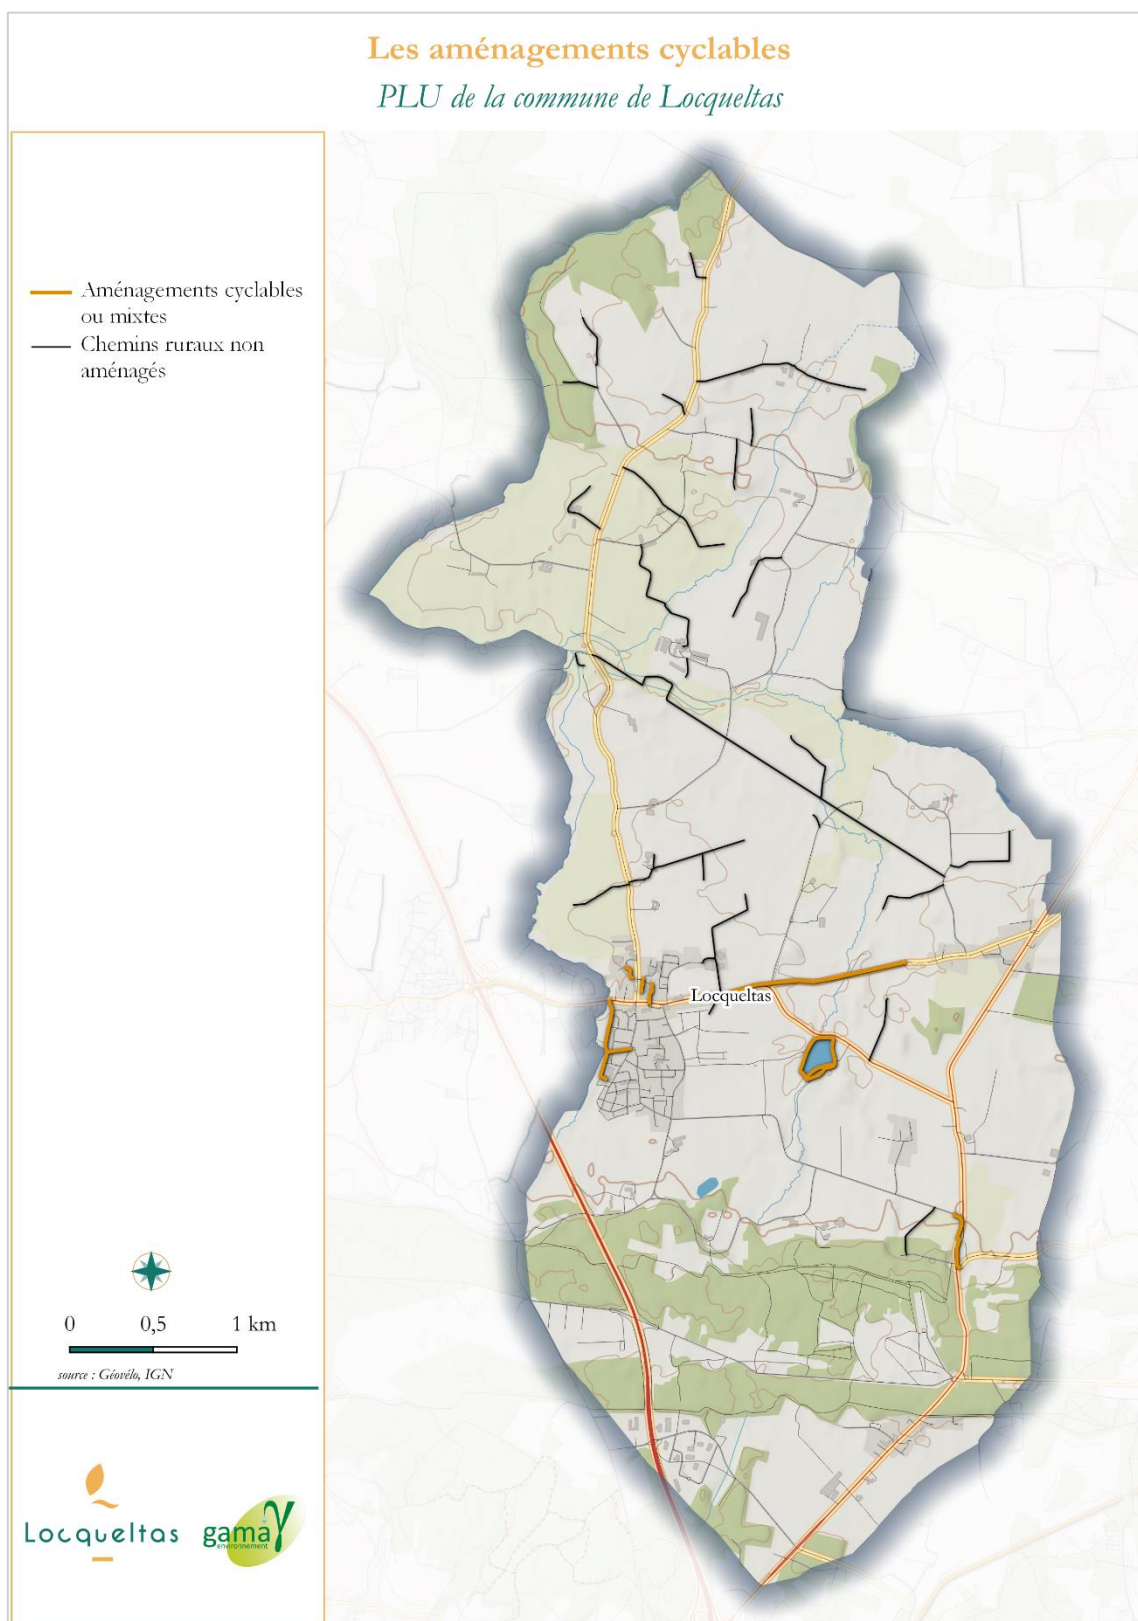 Les aménagements cyclables
PLU de la commune de Locqueltas
Aménagements cyclables
ou mixtes
Chemins ruraux non
aménagés
Locqueltas
0 0,5 1 km
source : Géovélo, IGN
Locqueltas
gama
environnement